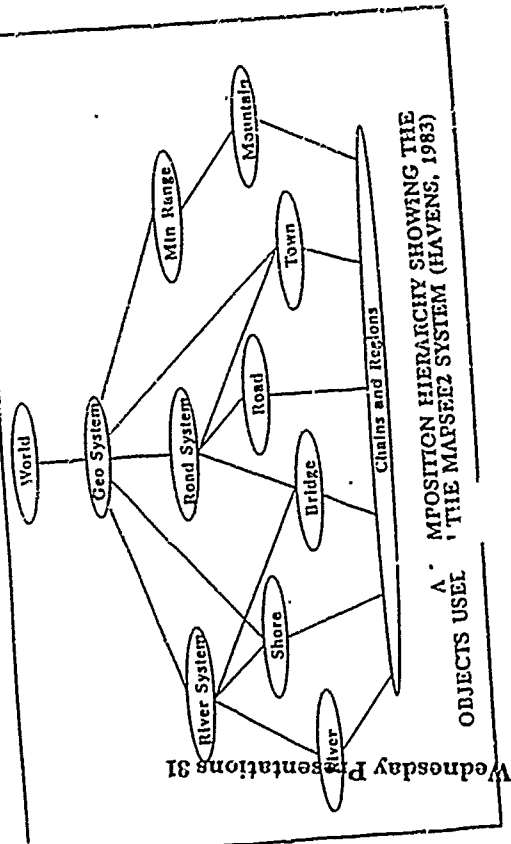 World
Geo System
River System
Road System
Mtn Range
River
Shore
Bridge
Road
Town
Mountain
Chains and Regions
A MPOSITION HIERARCHY SHOWING THE
OBJECTS THE MAPSEE2 SYSTEM (HAVENS, 1983)
Wednesday Presentations 31